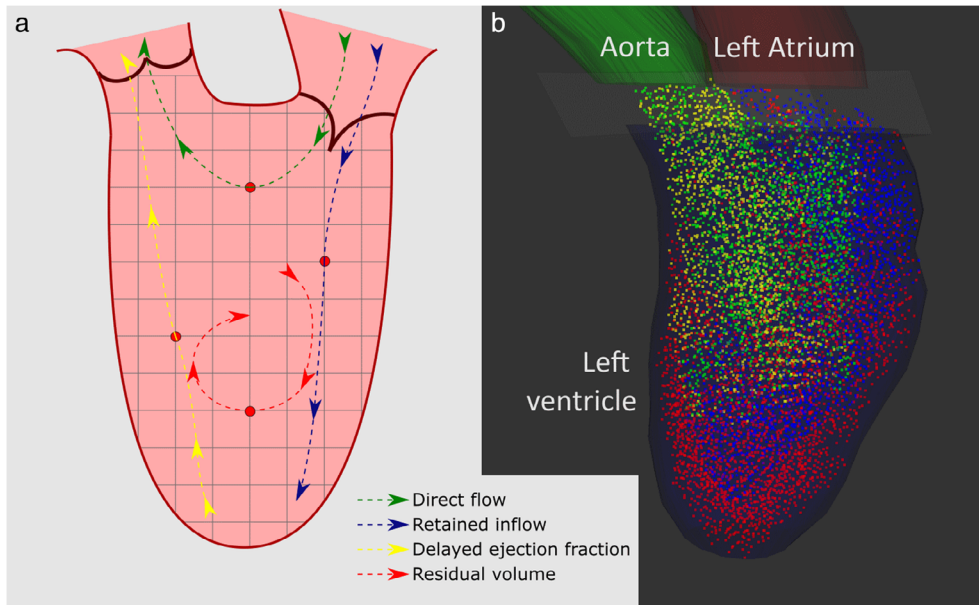 a
Direct flow
Retained inflow
Delayed ejection fraction
Residual volume
b
Aorta
Left Atrium
Left
ventricle